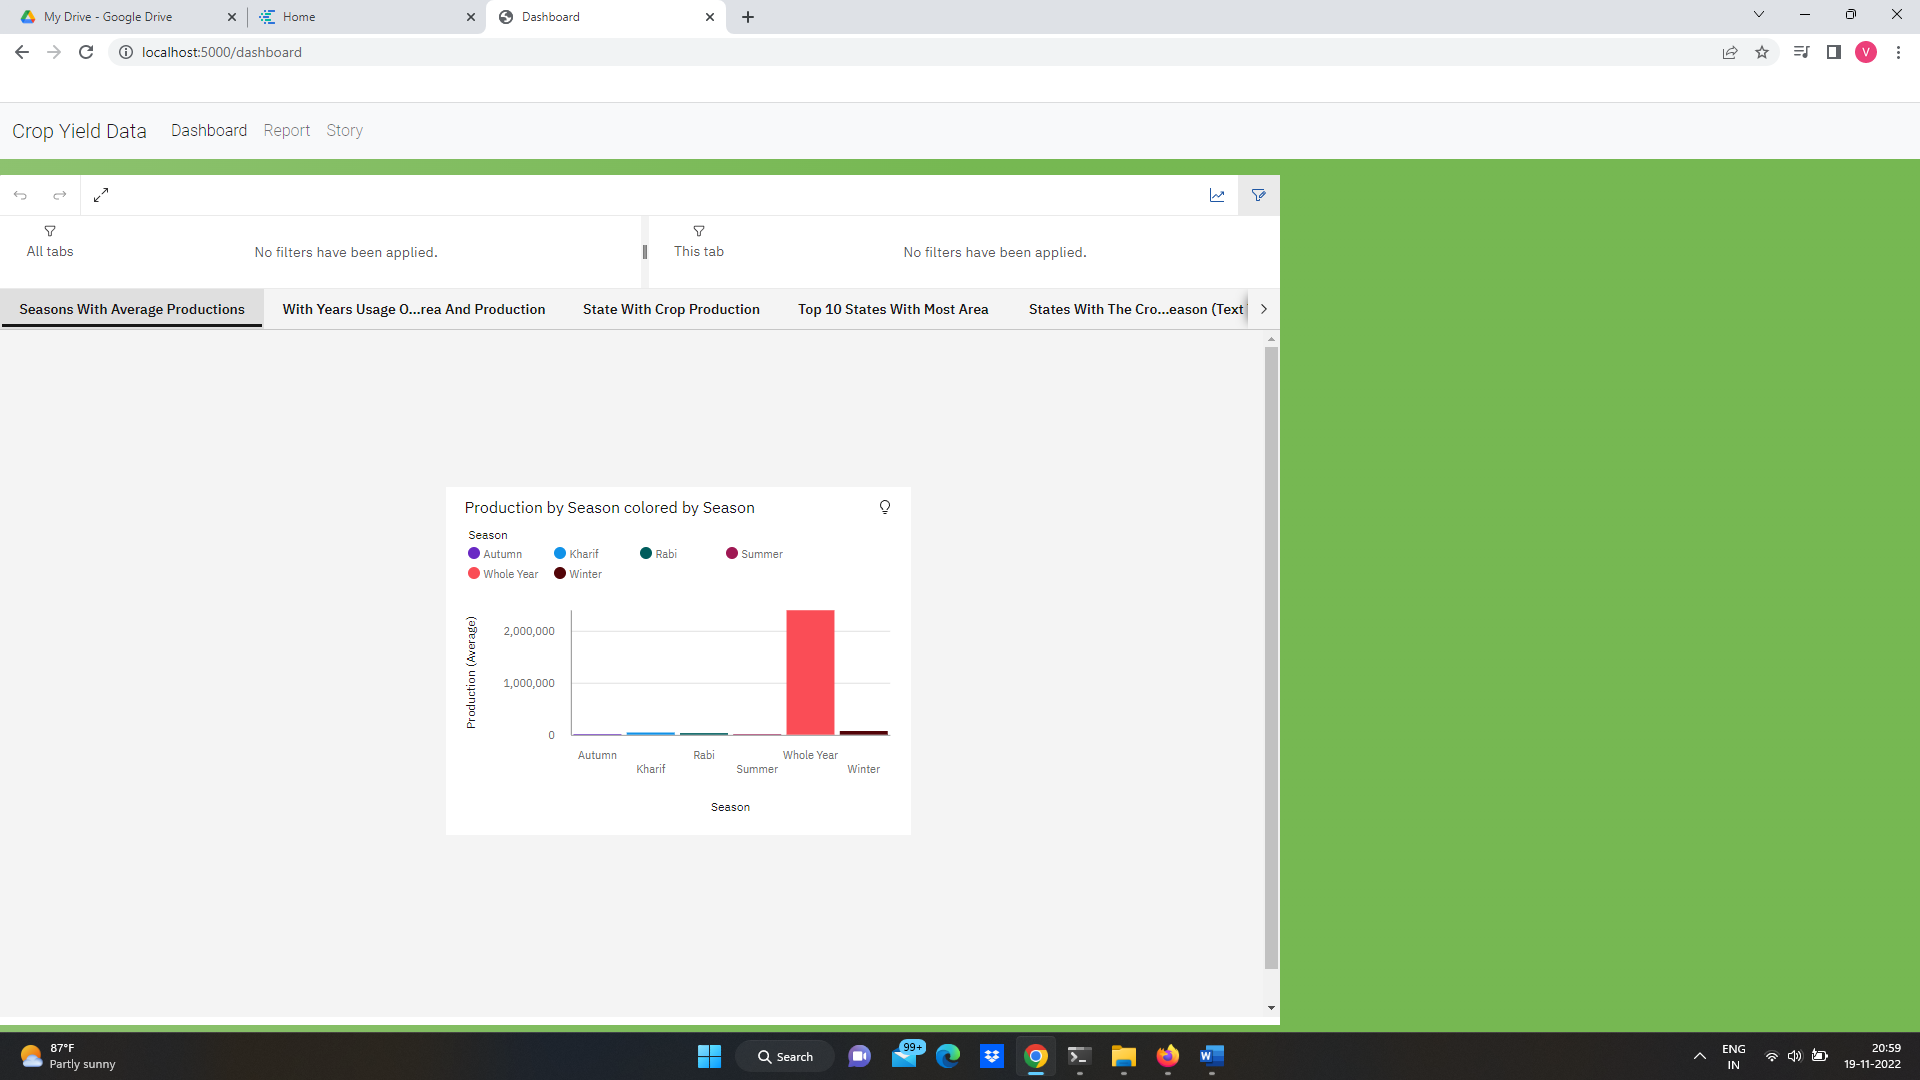 My Drive - Google Drive
Home
Dashboard
localhost:5000/dashboard
V
Crop Yield Data Dashboard Report Story
All tabs
No filters have been applied.
This tab
No filters have been applied.
Seasons With Average Productions
With Years Usage O...rea And Production
State With Crop Production
Top 10 States With Most Area
States With The Cro...eason (Text
Production by Season colored by Season
Season
Autumn Kharif Rabi Summer
Whole Year Winter
Production (Average)
2,000,000
1,000,000
0
Autumn Rabi Whole Year
Kharif Summer Winter
Season
87°F
Partly sunny
Search
99+
W
ENG
IN
20:59
19-11-2022